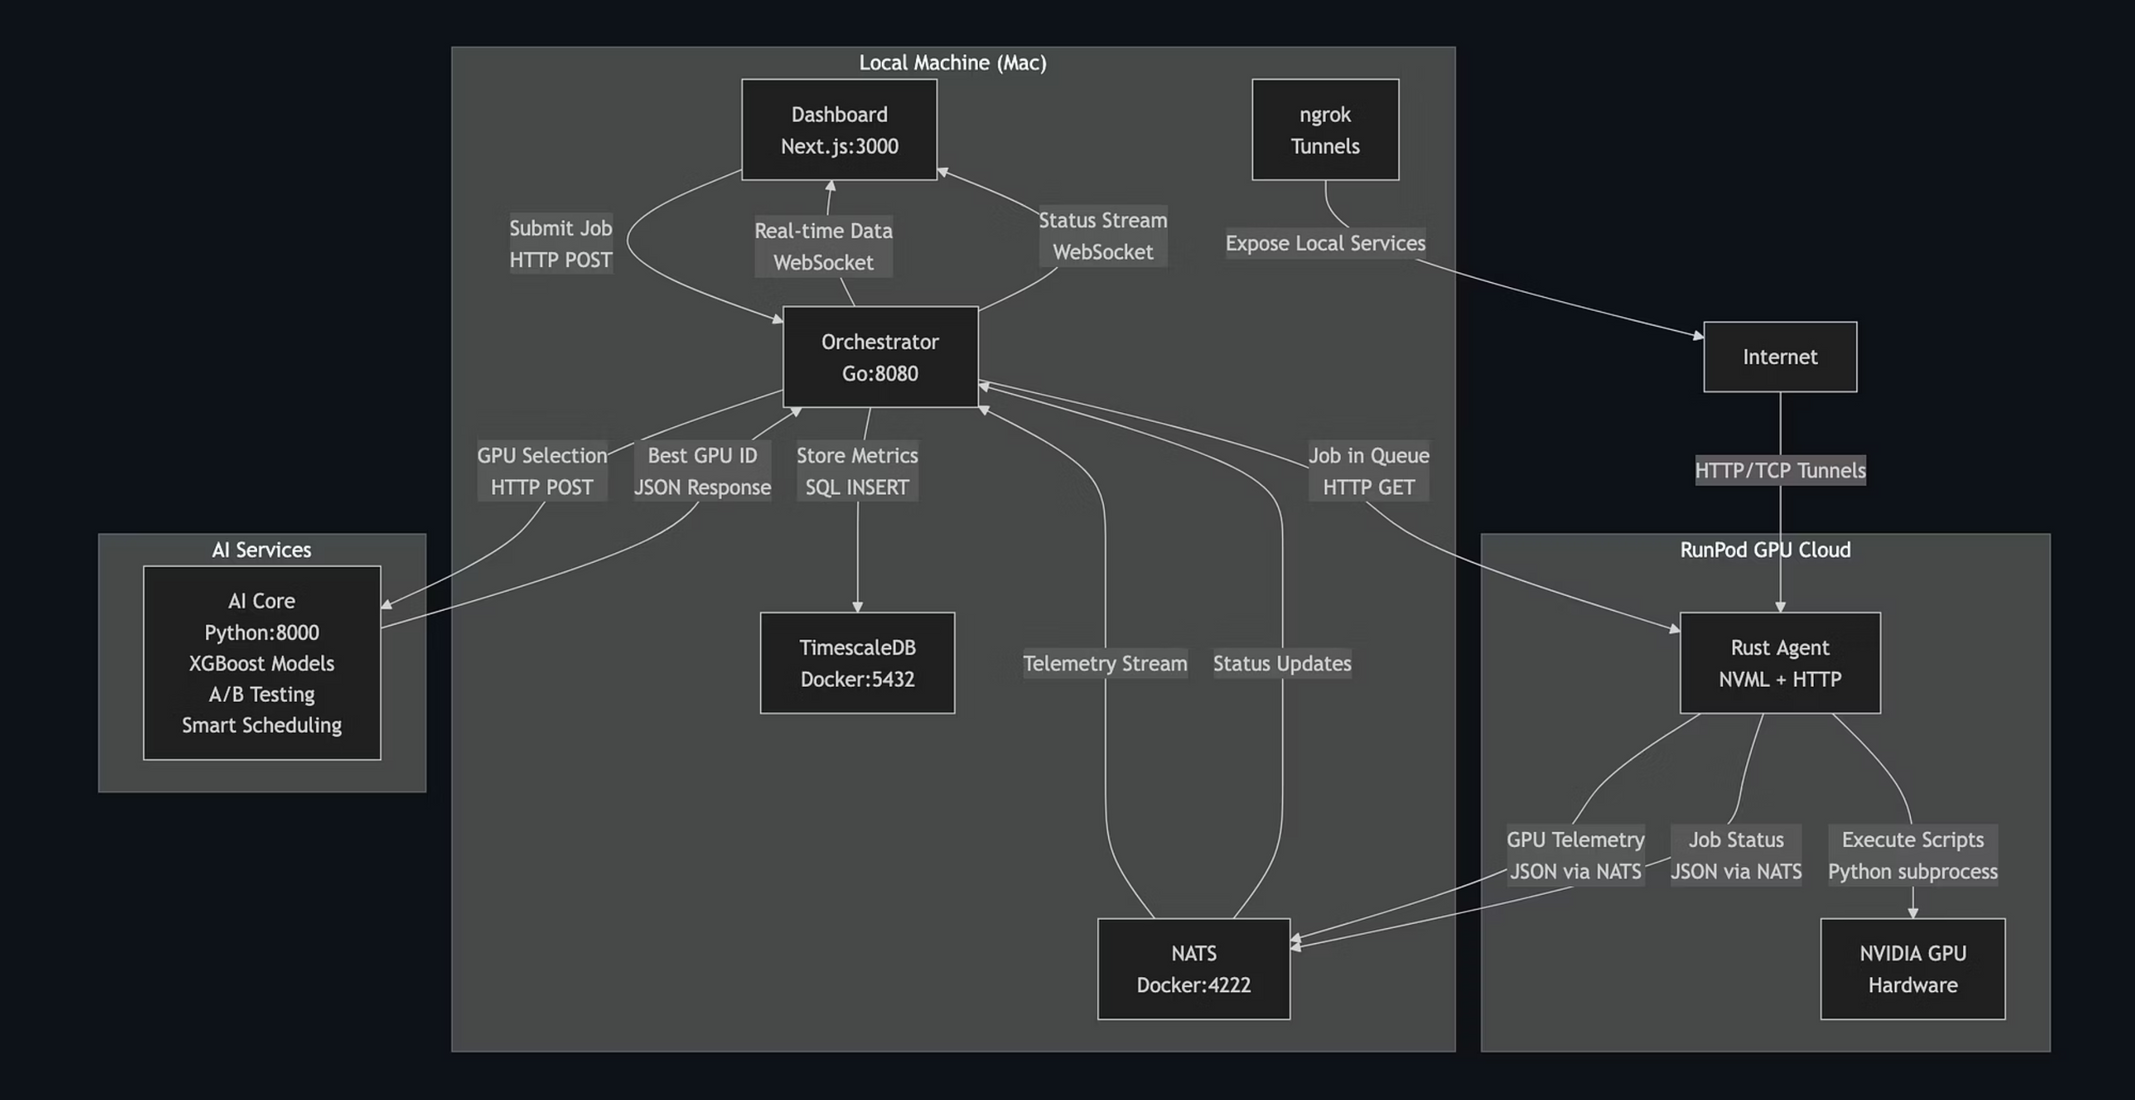 Local Machine (Mac)
Dashboard
Next.js:3000
ngrok
Tunnels
Submit Job
HTTP POST
Real-time Data
WebSocket
Status Stream
WebSocket
Expose Local Services
Orchestrator
Go:8080
Internet
GPU Selection
HTTP POST
Best GPU ID
JSON Response
Store Metrics
SQL INSERT
Job in Queue
HTTP GET
HTTP/TCP Tunnels
AI Services
AI Core
Python:8000
XGBoost Models
A/B Testing
Smart Scheduling
TimescaleDB
Docker:5432
Telemetry Stream
Status Updates
RunPod GPU Cloud
Rust Agent
NVML + HTTP
GPU Telemetry
JSON via NATS
Job Status
JSON via NATS
Execute Scripts
Python subprocess
NATS
Docker:4222
NVIDIA GPU
Hardware